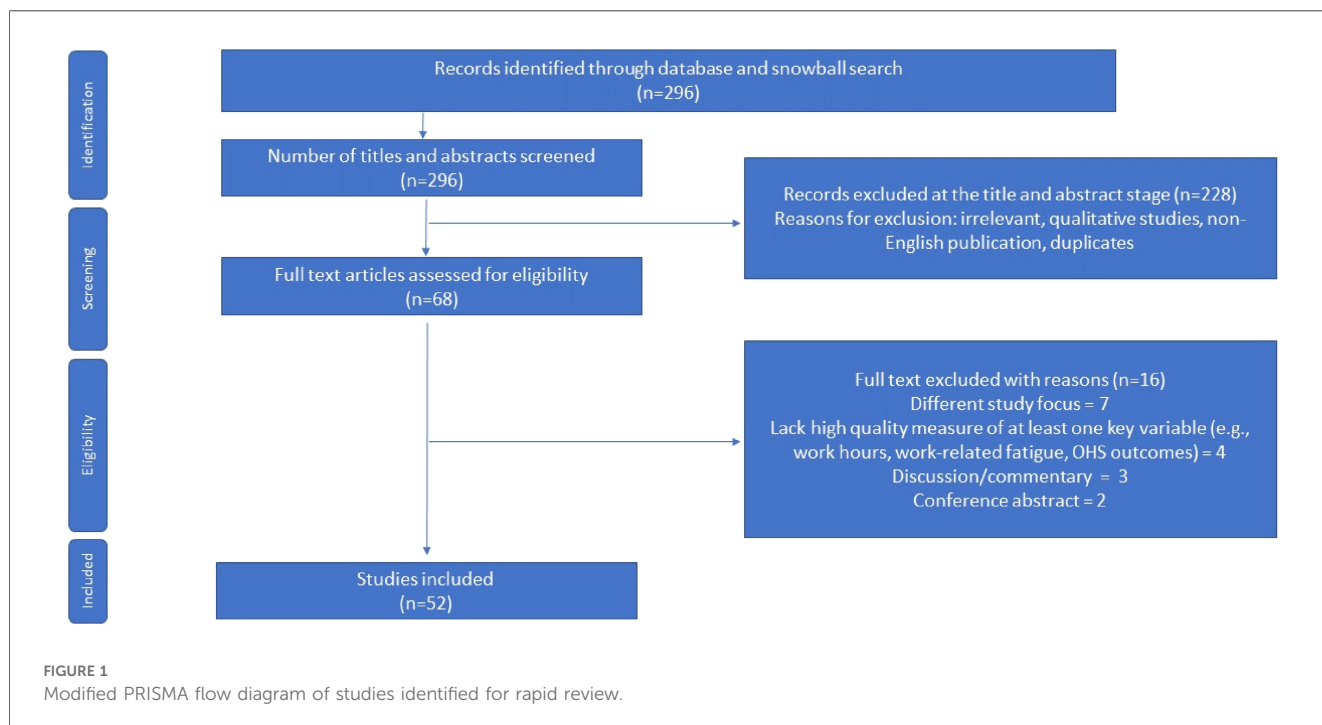 Identification
Records identified through database and snowball search
(n=296)
Number of titles and abstracts screened
(n=296)
Screening
Records excluded at the title and abstract stage (n=228)
Reasons for exclusion: irrelevant, qualitative studies, non-
English publication, duplicates
Full text articles assessed for eligibility
(n=68)
Eligibility
Full text excluded with reasons (n=16)
Different study focus = 7
Lack high quality measure of at least one key variable (e.g.,
work hours, work-related fatigue, OHS outcomes) = 4
Discussion/commentary = 3
Conference abstract = 2
Included
Studies included
(n=52)
FIGURE 1
Modified PRISMA flow diagram of studies identified for rapid review.